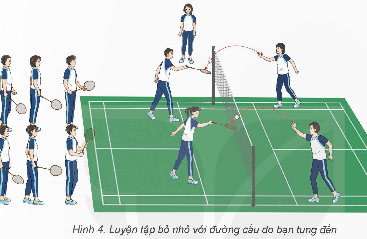 Hình 4. Luyện tập bỏ nhỏ với đường cầu do bạn tung đến